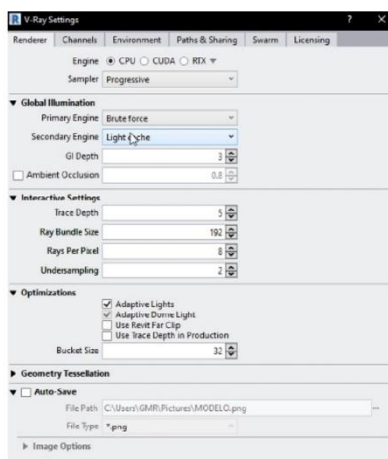 V-Ray Settings ? X
Renderer Channels Environment Paths & Sharing Swarm Licensing
Engine CPU CUDA RTX
Sampler Progressive
Global Illumination
Primary Engine Brute force
Secondary Engine Light
GI Depth 3
Ambient Occlusion 0.8
Interactive Settings
Trace Depth 5
Ray Bundle Size 192
Rays Per Pixel 8
Undersampling 2
Optimizations
Adaptive Lights
Adaptive Dome Light
Use Revit Far Clip
Use Trace Depth in Production
Bucket Size 32
Geometry Tessellation
Auto-Save
File Path C:\Users\GMR\Pictures\MODELO.png ...
File Type *.png
Image Options